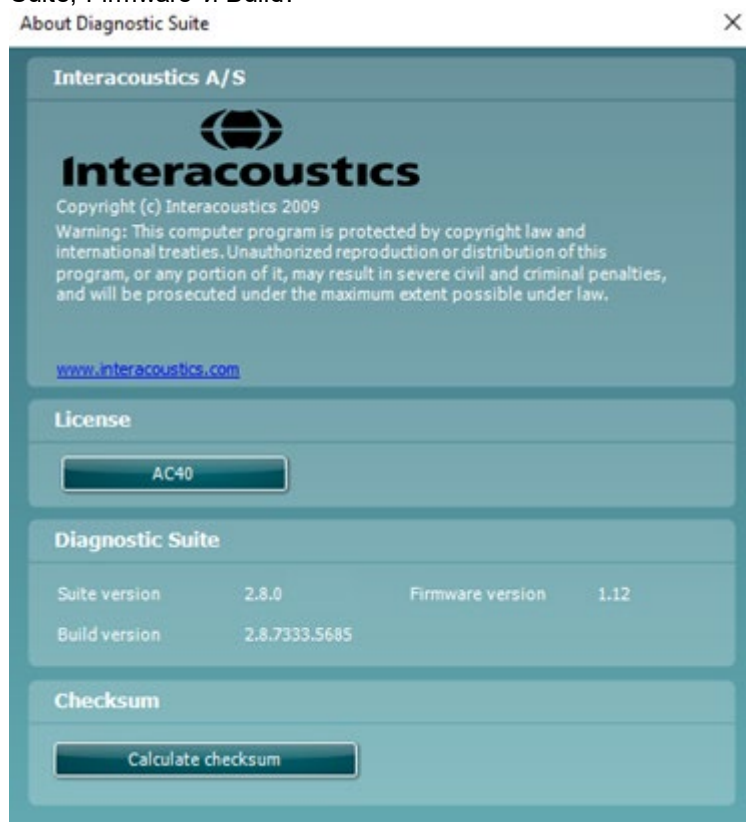 Suite, Firmware и Build.
About Diagnostic Suite
Interacoustics A/S
Interacoustics
Copyright (c) Interacoustics 2009
Warning: This computer program is protected by copyright law and
international treaties. Unauthorized reproduction or distribution of this
program, or any portion of it, may result in severe civil and criminal penalties,
and will be prosecuted under the maximum extent possible under law.
www.interacoustics.com
License
AC40
Diagnostic Suite
Suite version 2.8.0 Firmware version 1.12
Build version 2.8.7333.5685
Checksum
Calculate checksum